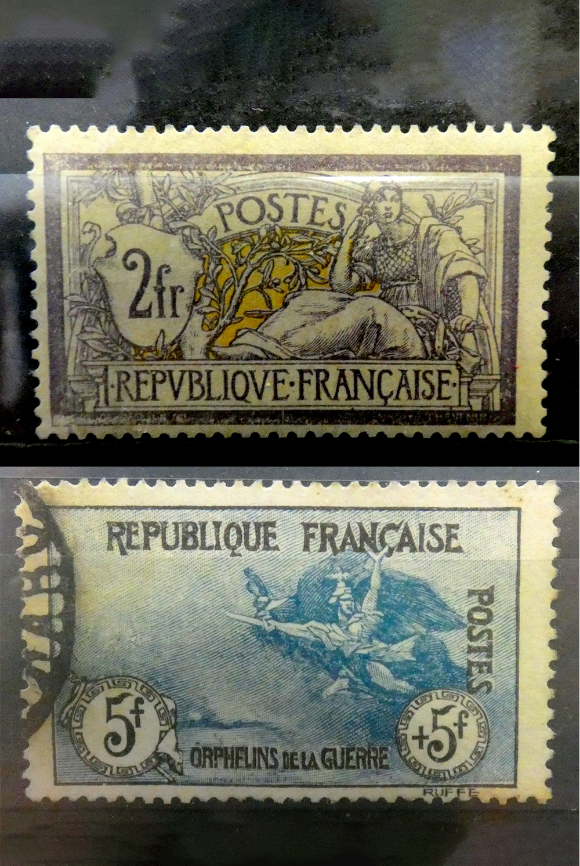 POSTES
2fr
·REPVBLIQVE·FRANÇAISE·
REPUBLIQUE FRANÇAISE
POSTES
5f
ORPHELINS DE LA GUERRE
+5f
RUFFE